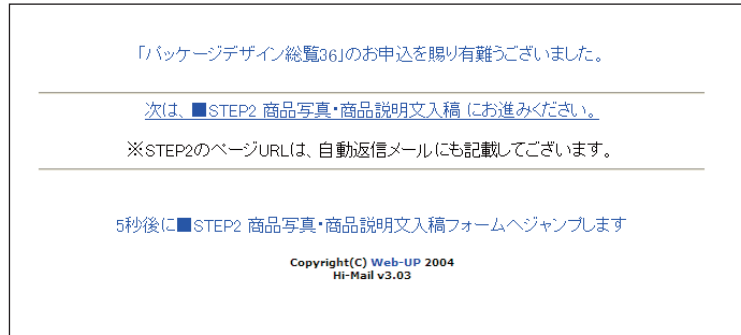 「パッケージデザイン総覧36」のお申込を賜り有難うございました。
次は、■STEP2 商品写真・商品説明文入稿 にお進みください。
※STEP2のページURLは、自動返信メールにも記載してございます。
5秒後に■STEP2 商品写真・商品説明文入稿フォームへジャンプします
Copyright(C) Web-UP 2004
Hi-Mail v3.03